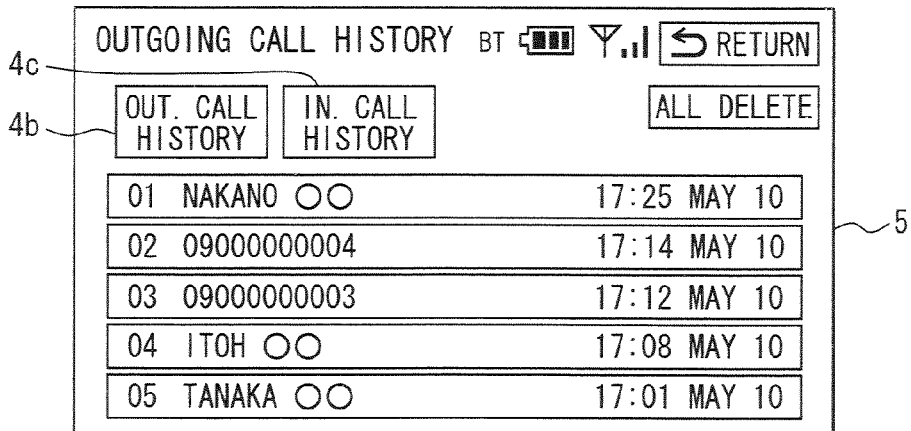 OUTGOING CALL HISTORY BT RETURN
4c
OUT. CALL HISTORY
IN. CALL HISTORY
ALL DELETE
4b
01 NAKANO ○○ 17:25 MAY 10
02 09000000004 17:14 MAY 10
5
03 09000000003 17:12 MAY 10
04 ITOH ○○ 17:08 MAY 10
05 TANAKA ○○ 17:01 MAY 10